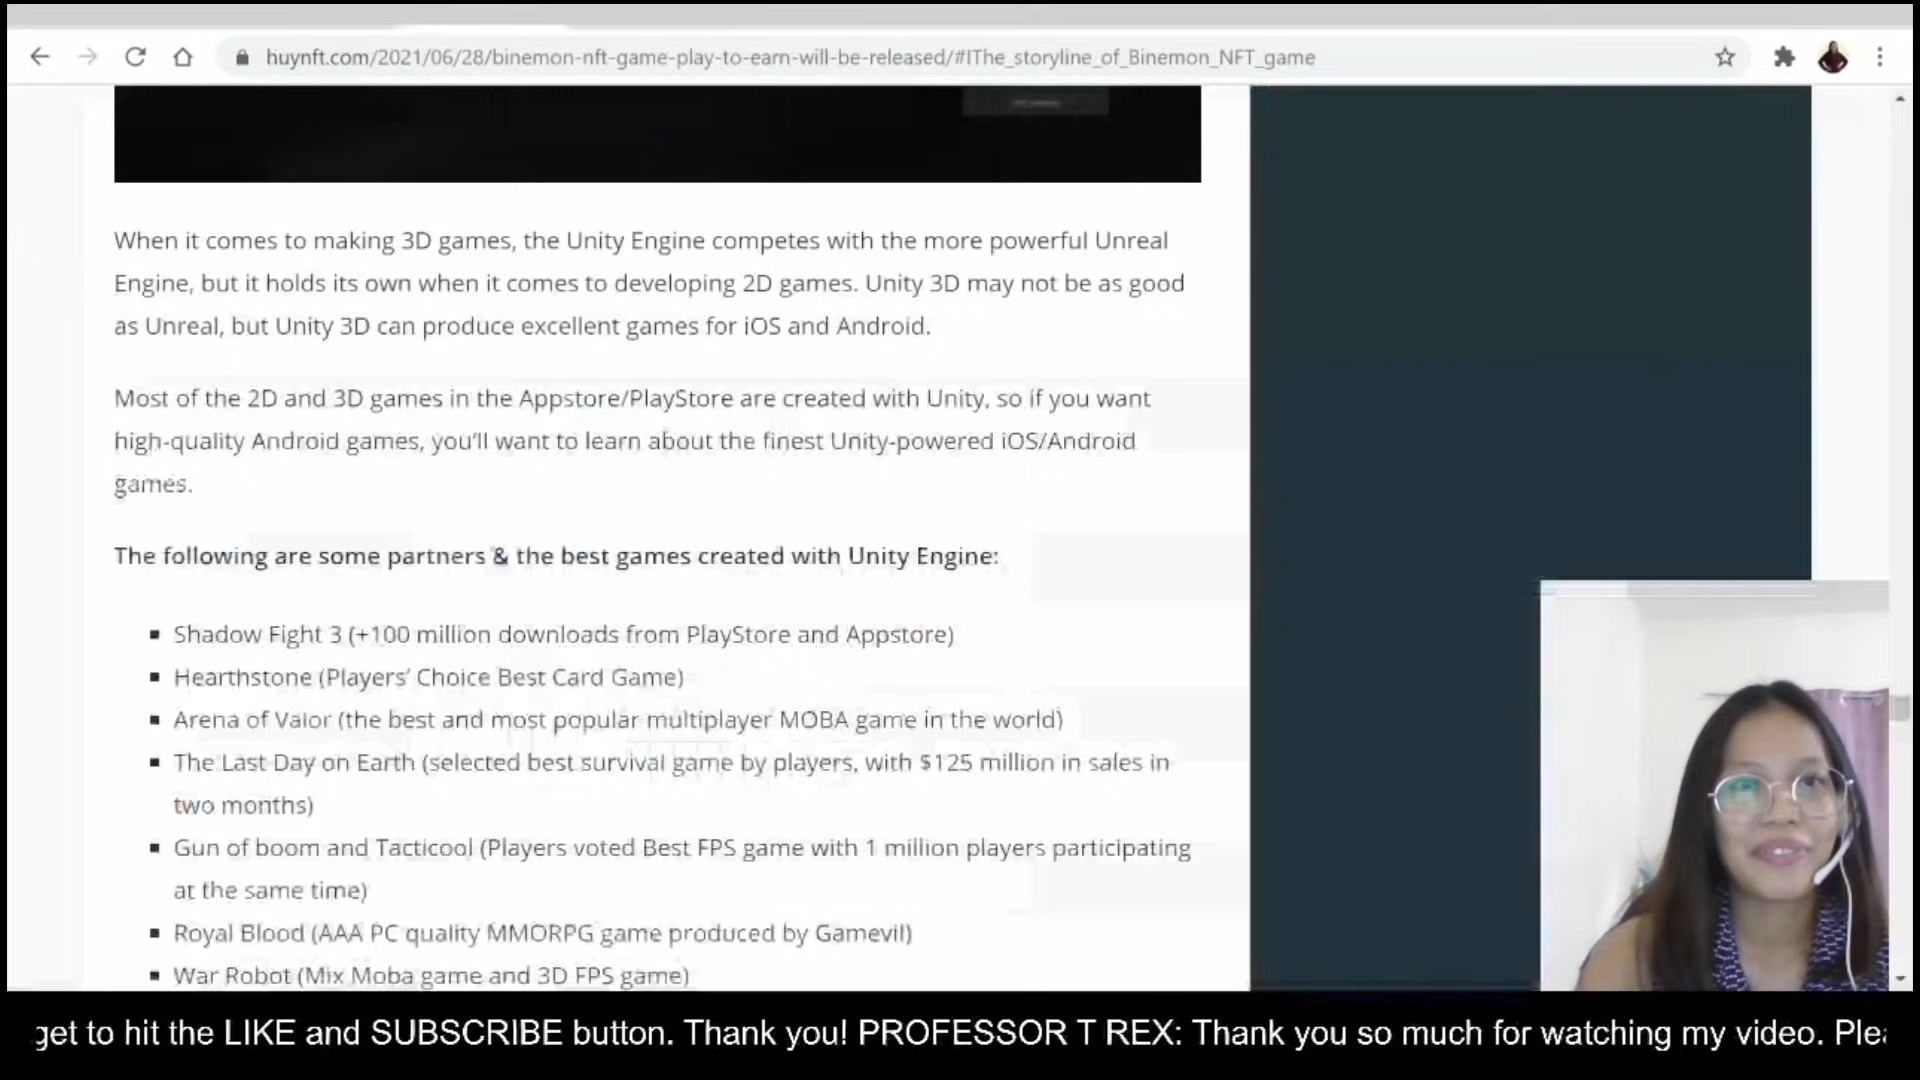 huynft.com/2021/06/28/binemon-nft-game-play-to-earn-will-be-released/#IThe_storyline_of_Binemon_NFT_game
When it comes to making 3D games, the Unity Engine competes with the more powerful Unreal
Engine, but it holds its own when it comes to developing 2D games. Unity 3D may not be as good
as Unreal, but Unity 3D can produce excellent games for iOS and Android.
Most of the 2D and 3D games in the Appstore/PlayStore are created with Unity, so if you want
high-quality Android games, you’ll want to learn about the finest Unity-powered iOS/Android
games.
The following are some partners & the best games created with Unity Engine:
▪ Shadow Fight 3 (+100 million downloads from PlayStore and Appstore)
▪ Hearthstone (Players’ Choice Best Card Game)
▪ Arena of Valor (the best and most popular multiplayer MOBA game in the world)
▪ The Last Day on Earth (selected best survival game by players, with $125 million in sales in
two months)
▪ Gun of boom and Tacticool (Players voted Best FPS game with 1 million players participating
at the same time)
▪ Royal Blood (AAA PC quality MMORPG game produced by Gamevil)
▪ War Robot (Mix Moba game and 3D FPS game)
get to hit the LIKE and SUBSCRIBE button. Thank you! PROFESSOR T REX: Thank you so much for watching my video. Plea